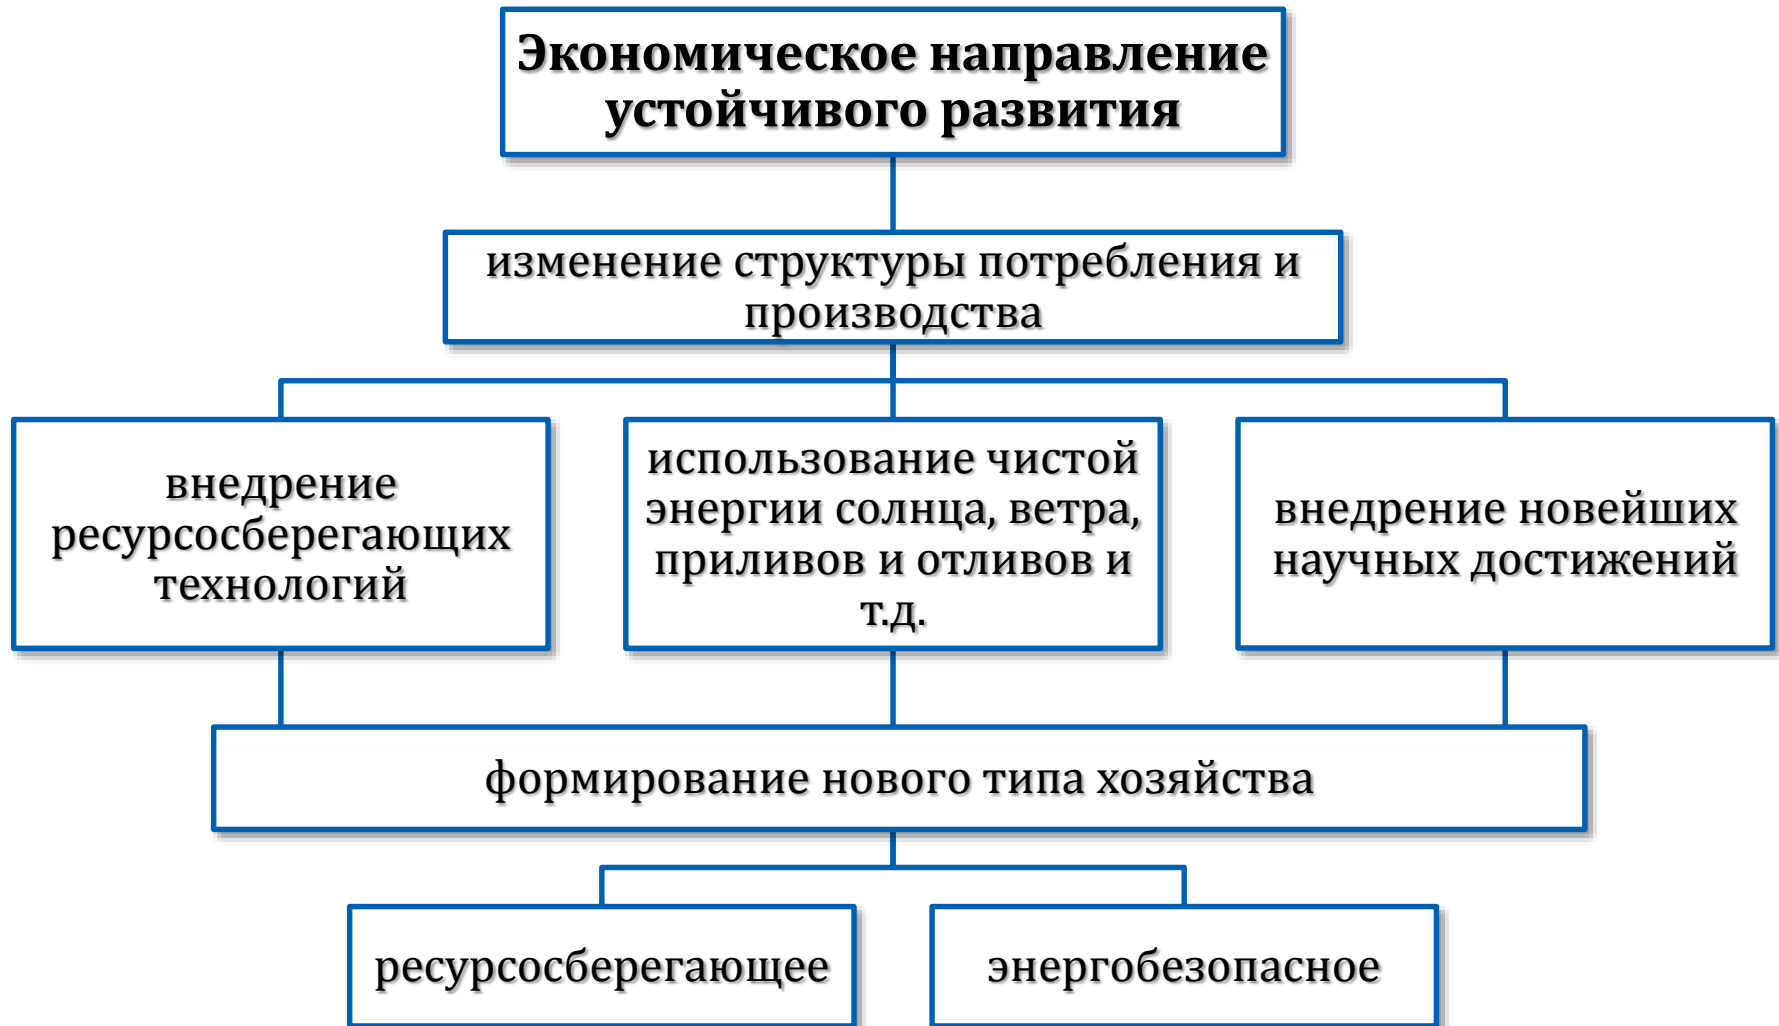 Экономическое направление
устойчивого развития
изменение структуры потребления и
производства
внедрение
ресурсосберегающих
технологий
использование чистой
энергии солнца, ветра,
приливов и отливов и
т.д.
внедрение новейших
научных достижений
формирование нового типа хозяйства
ресурсосберегающее
энергобезопасное